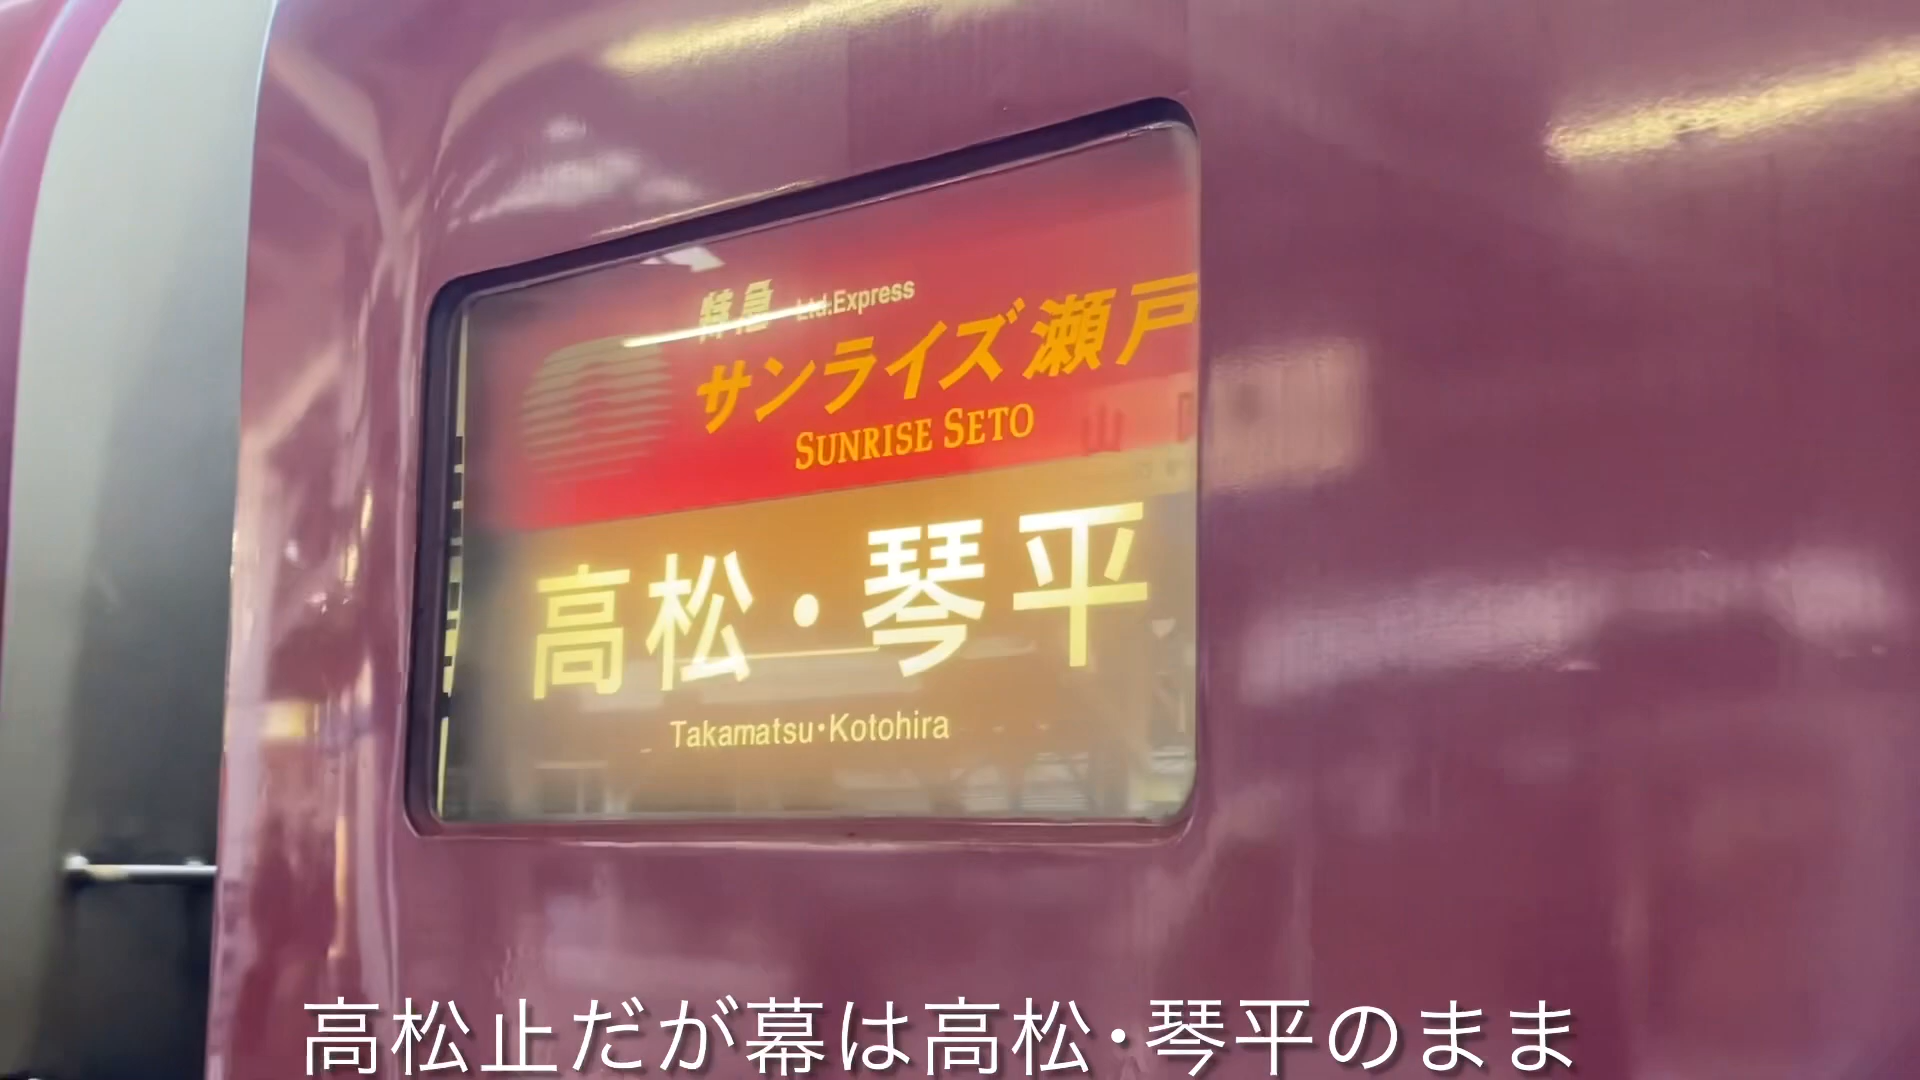 特急 Ltd.Express
サンライズ瀬戸
SUNRISE SETO
高松・琴平
Takamatsu・Kotohira
高松止だが幕は高松・琴平のまま